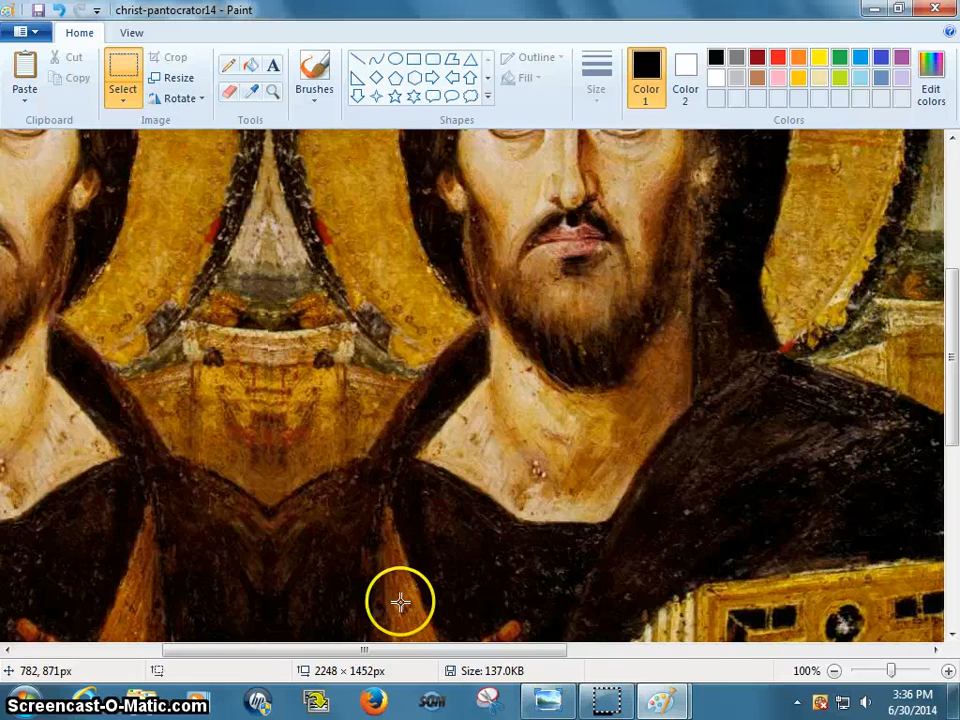 christ-pantocrator14 - Paint
Home View
Paste
Cut
Copy
Clipboard
Select
Crop
Resize
Rotate
Image
A
Tools
Brushes
Outline
Fill
Shapes
Size
Color 1
Color 2
Edit colors
Colors
782, 871px
2248 × 1452px
Size: 137.0KB
100%
hp
SOM
3:36 PM
6/30/2014
Screencast-O-Matic.com